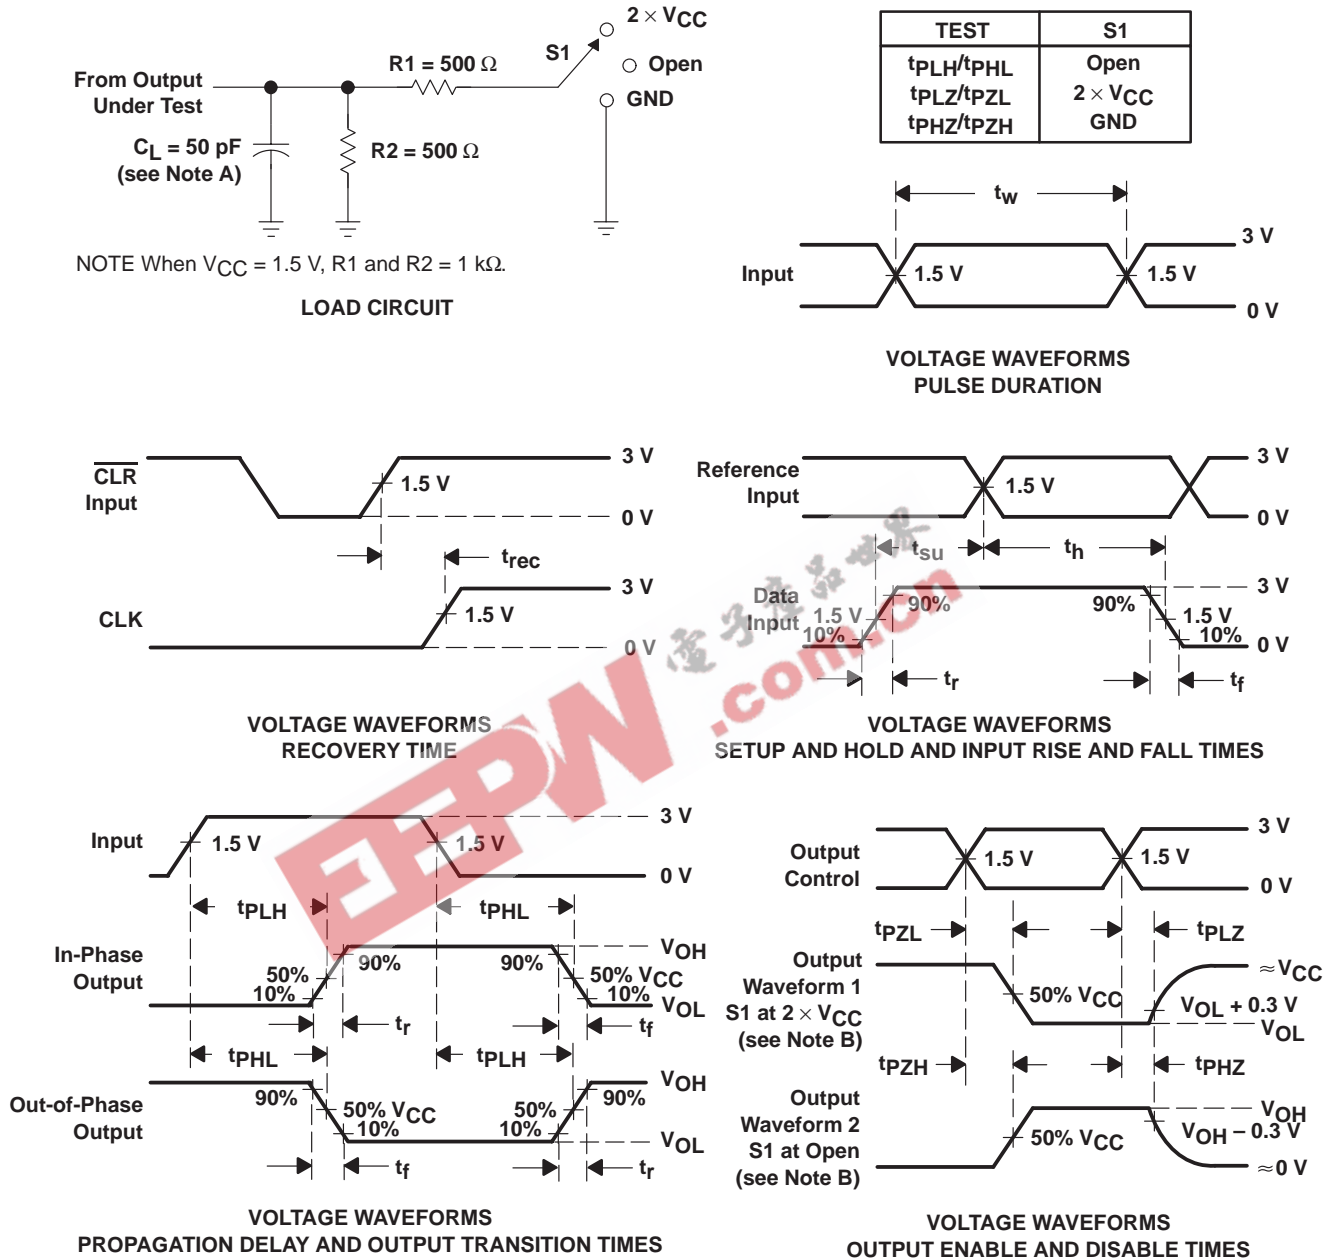 2 × VCC
S1
Open
GND
R1 = 500 Ω
From Output
Under Test
CL = 50 pF
(see Note A)
R2 = 500 Ω
NOTE When VCC = 1.5 V, R1 and R2 = 1 kΩ.
LOAD CIRCUIT
TEST S1
tPLH/tPHL Open
tPLZ/tPZL 2 × VCC
tPHZ/tPZH GND
tw
3 V
Input
1.5 V 1.5 V
0 V
VOLTAGE WAVEFORMS
PULSE DURATION
CLR
Input
3 V
1.5 V
0 V
trec
CLK
3 V
1.5 V
0 V
VOLTAGE WAVEFORMS
RECOVERY TIME
Reference
Input
3 V
1.5 V
0 V
tsu th
Data
Input
3 V
90% 90%
1.5 V 1.5 V
10% 10%
0 V
tr tf
VOLTAGE WAVEFORMS
SETUP AND HOLD AND INPUT RISE AND FALL TIMES
Input
3 V
1.5 V 1.5 V
0 V
tPLH tPHL
In-Phase
Output
VOH
90% 90%
50% 50% VCC
10% 10%
VOL
tr tf
tPHL tPLH
Out-of-Phase
Output
VOH
90% 90%
50% VCC 50%
10% 10%
VOL
tf tr
VOLTAGE WAVEFORMS
PROPAGATION DELAY AND OUTPUT TRANSITION TIMES
Output
Control
3 V
1.5 V 1.5 V
0 V
tPZL tPLZ
Output
Waveform 1
S1 at 2 × VCC
(see Note B)
≈VCC
50% VCC
VOL + 0.3 V
VOL
tPZH tPHZ
Output
Waveform 2
S1 at Open
(see Note B)
VOH
50% VCC
VOH − 0.3 V
≈0 V
VOLTAGE WAVEFORMS
OUTPUT ENABLE AND DISABLE TIMES
EEPW
.com.cn
電子產品世界